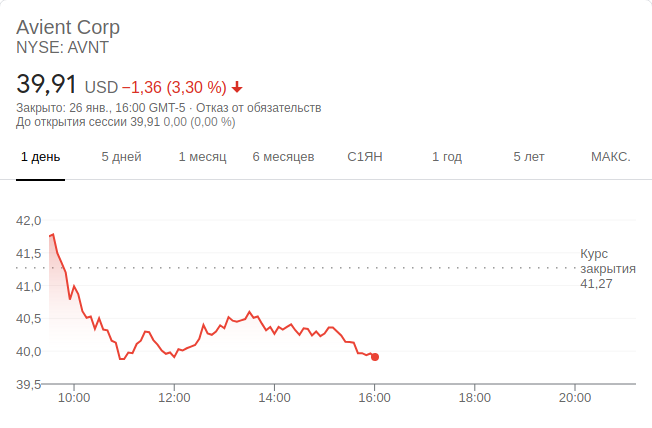 Avient Corp
NYSE: AVNT
39,91 USD −1,36 (3,30 %)
Закрыто: 26 янв., 16:00 GMT-5 · Отказ от обязательств
До открытия сессии 39,91 0,00 (0,00 %)
1 день 5 дней 1 месяц 6 месяцев С1ЯН 1 год 5 лет МАКС.
42,0
41,5
41,0
40,5
40,0
39,5
Курс
закрытия
41,27
10:00 12:00 14:00 16:00 18:00 20:00